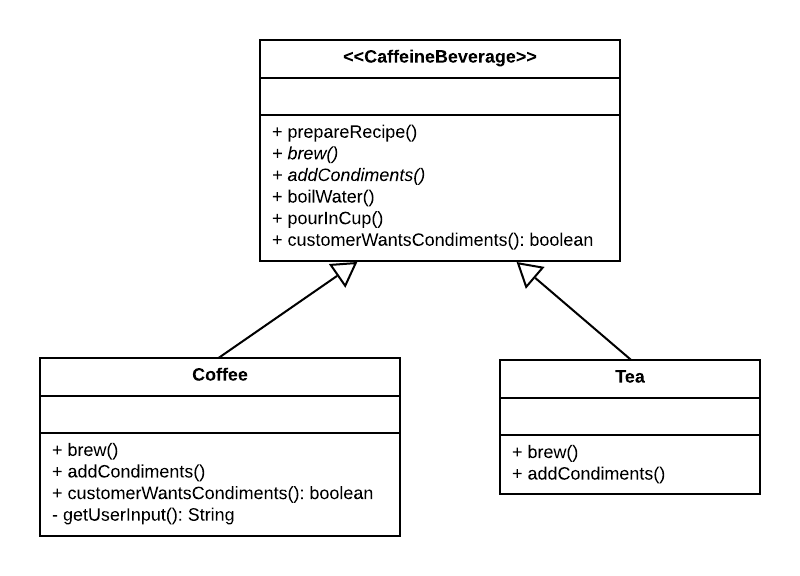 <<CaffeineBeverage>>
+ prepareRecipe()
+ brew()
+ addCondiments()
+ boilWater()
+ pourInCup()
+ customerWantsCondiments(): boolean
Coffee
+ brew()
+ addCondiments()
+ customerWantsCondiments(): boolean
- getUserInput(): String
Tea
+ brew()
+ addCondiments()